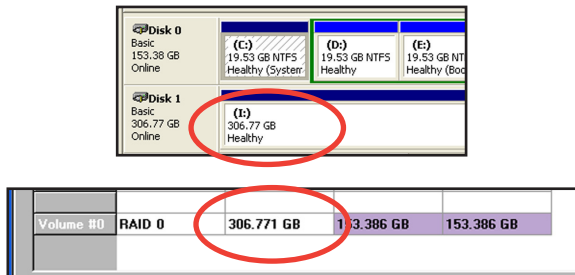 Disk 0
Basic
153.38 GB
Online
(C:)
19.53 GB NTFS
Healthy (System
(D:)
19.53 GB NTFS
Healthy
(E:)
19.53 GB NT
Healthy (Boo
Disk 1
Basic
306.77 GB
Online
(I:)
306.77 GB
Healthy
Volume #0 RAID 0 306.771 GB 153.386 GB 153.386 GB